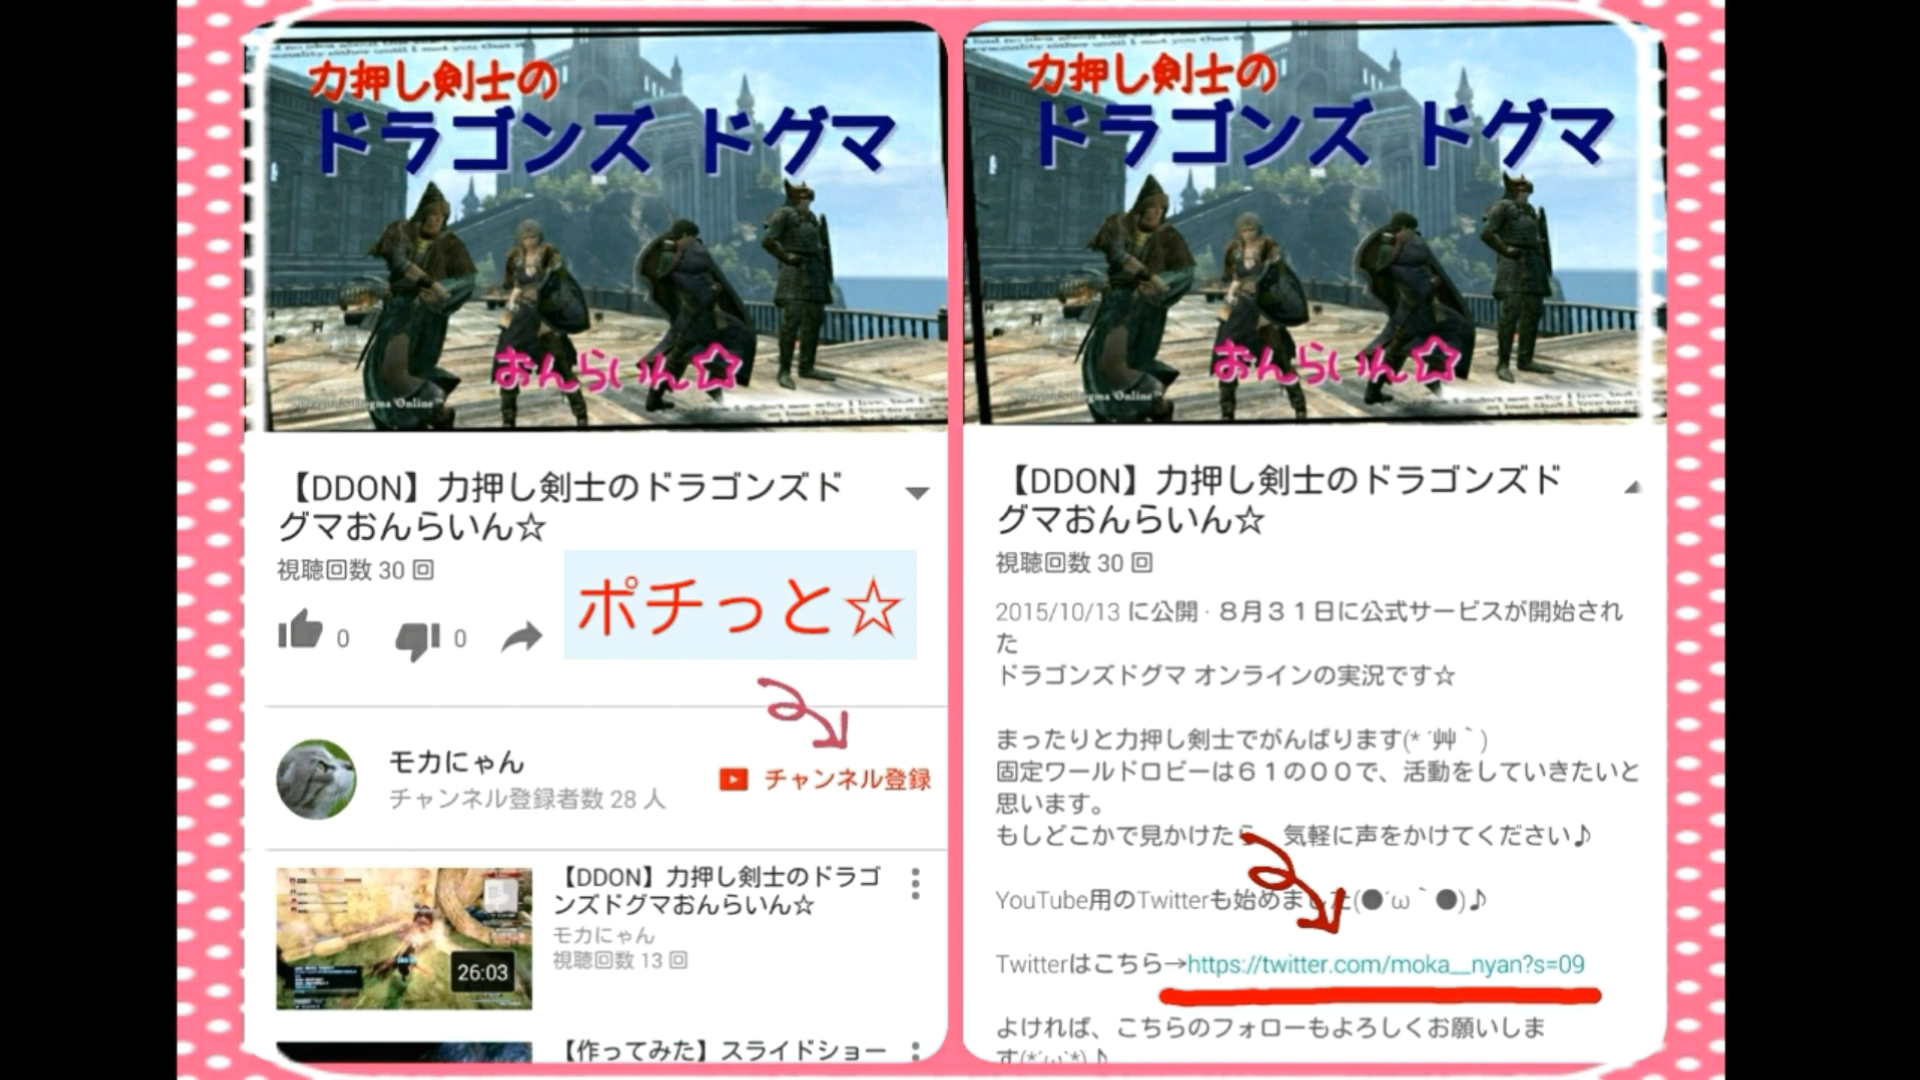 力押し剣士の
ドラゴンズ ドグマ
おんらいん☆
【DDON】力押し剣士のドラゴンズド
グマおんらいん☆
視聴回数 30 回
ポチっと☆
0
0
モカにゃん
チャンネル登録者数 28 人
チャンネル登録
【DDON】力押し剣士のドラゴ
ンズドグマおんらいん☆
モカにゃん
視聴回数 13 回
26:03
【作ってみた】スライドショー
力押し剣士の
ドラゴンズ ドグマ
おんらいん☆
【DDON】力押し剣士のドラゴンズド
グマおんらいん☆
視聴回数 30 回
2015/10/13 に公開 · 8月31日に公式サービスが開始され
た
ドラゴンズドグマ オンラインの実況です☆
まったりと力押し剣士でがんばります(* ´艸｀)
固定ワールドロビーは61の00で、活動をしていきたいと
思います。
もしどこかで見かけたら、気軽に声をかけてください♪
YouTube用のTwitterも始めました(●´ω｀●)♪
Twitterはこちら→https://twitter.com/moka__nyan?s=09
よければ、こちらのフォローもよろしくお願いしま
す(*´ω`*)♪